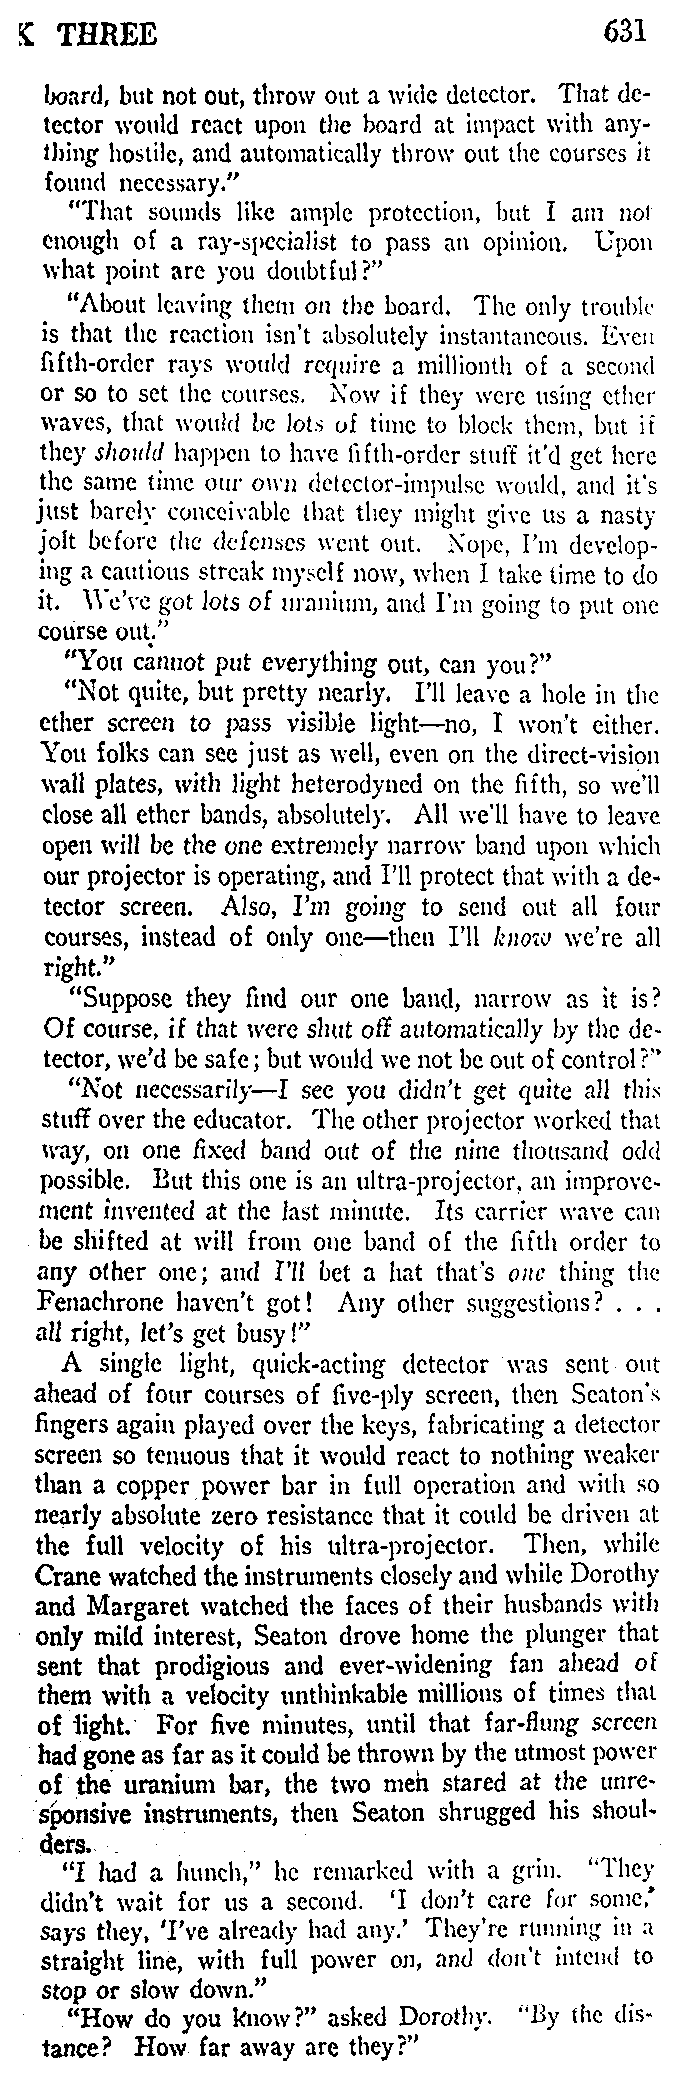 K THREE 631
board, but not out, throw out a wide detector. That de-
tector would react upon the board at impact with any-
thing hostile, and automatically throw out the courses it
found necessary."
"That sounds like ample protection, but I am not
enough of a ray-specialist to pass an opinion. Upon
what point are you doubtful?"
"About leaving them on the board. The only trouble
is that the reaction isn't absolutely instantaneous. Even
fifth-order rays would require a millionth of a second
or so to set the courses. Now if they were using ether
waves, that would be lots of time to block them, but if
they should happen to have fifth-order stuff it'd get here
the same time our own detector-impulse would, and it's
just barely conceivable that they might give us a nasty
jolt before the defenses went out. Nope, I'm develop-
ing a cautious streak myself now, when I take time to do
it. We've got lots of uranium, and I'm going to put one
course out."
"You cannot put everything out, can you?"
"Not quite, but pretty nearly. I'll leave a hole in the
ether screen to pass visible light—no, I won't either.
You folks can see just as well, even on the direct-vision
wall plates, with light heterodyned on the fifth, so we'll
close all ether bands, absolutely. All we'll have to leave
open will be the one extremely narrow band upon which
our projector is operating, and I'll protect that with a de-
tector screen. Also, I'm going to send out all four
courses, instead of only one—then I'll know we're all
right."
"Suppose they find our one band, narrow as it is?
Of course, if that were shut off automatically by the de-
tector, we'd be safe; but would we not be out of control?"
"Not necessarily—I see you didn't get quite all this
stuff over the educator. The other projector worked that
way, on one fixed band out of the nine thousand odd
possible. But this one is an ultra-projector, an improve-
ment invented at the last minute. Its carrier wave can
be shifted at will from one band of the fifth order to
any other one; and I'll bet a hat that's one thing the
Fenachrone haven't got! Any other suggestions? . . .
all right, let's get busy!"
A single light, quick-acting detector was sent out
ahead of four courses of five-ply screen, then Seaton's
fingers again played over the keys, fabricating a detector
screen so tenuous that it would react to nothing weaker
than a copper power bar in full operation and with so
nearly absolute zero resistance that it could be driven at
the full velocity of his ultra-projector. Then, while
Crane watched the instruments closely and while Dorothy
and Margaret watched the faces of their husbands with
only mild interest, Seaton drove home the plunger that
sent that prodigious and ever-widening fan ahead of
them with a velocity unthinkable millions of times that
of light. For five minutes, until that far-flung screen
had gone as far as it could be thrown by the utmost power
of the uranium bar, the two men stared at the unre-
sponsive instruments, then Seaton shrugged his shoul-
ders.
"I had a hunch," he remarked with a grin. "They
didn't wait for us a second. 'I don't care for some,'
says they, 'I've already had any.' They're running in a
straight line, with full power on, and don't intend to
stop or slow down."
"How do you know?" asked Dorothy. "By the dis-
tance? How far away are they?"